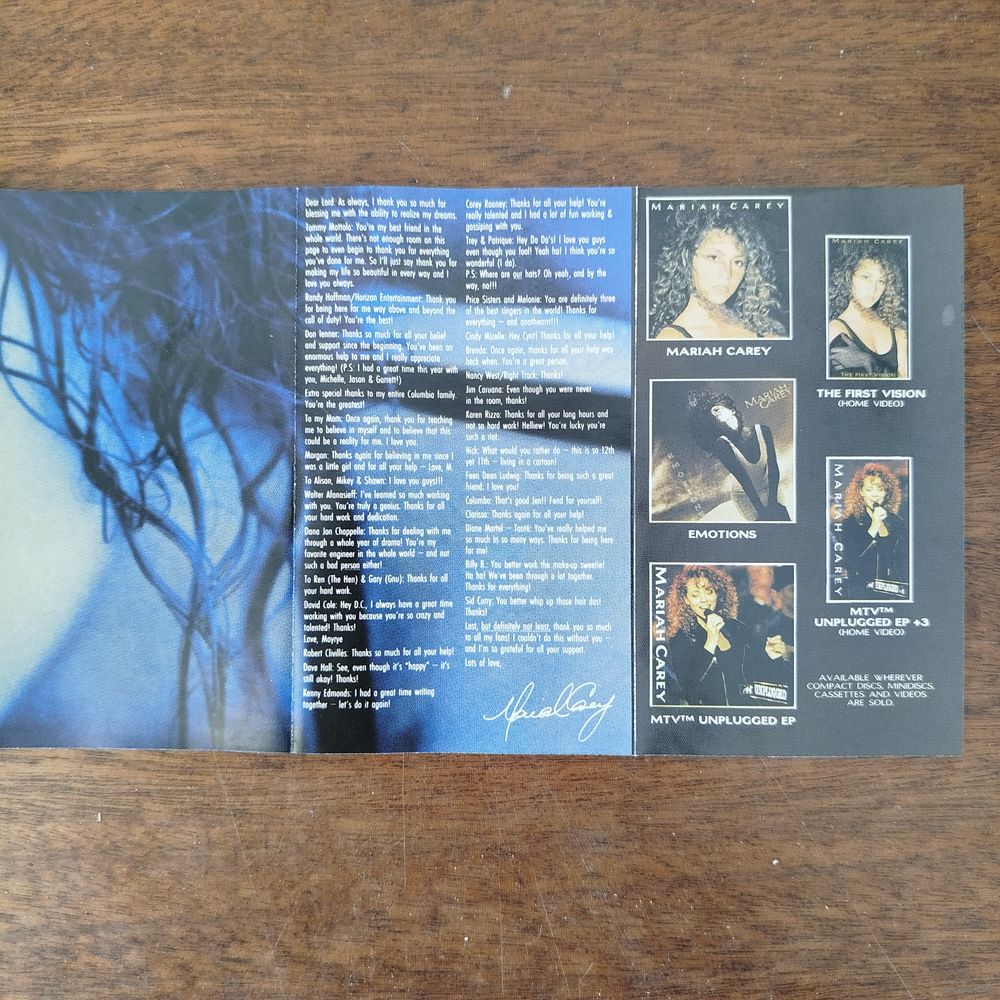 Dear Lord: As always, I thank you so much for
blessing me with the ability to realize my dreams.
Tommy Mottola: You're my best friend in the
whole world. There's not enough room on this
page to even begin to thank you for everything
you've done for me. So I'll just say thank you for
making my life so beautiful in every way and I
love you always.
Randy Hoffman/Horizon Entertainment: Thank you
for being here for me way above and beyond the
call of duty! You're the best!
Don Ienner: Thanks so much for all your belief
and support since the beginning. You've been an
enormous help to me and I really appreciate
everything! (P.S: I had a great time this year with
you, Michelle, Jason & Garrett!)
Extra special thanks to my entire Columbia family.
You're the greatest!
To my Mom: Once again, thank you for teaching
me to believe in myself and to believe that this
could be a reality for me. I love you.
Morgan: Thanks again for believing in me since I
was a little girl and for all your help – Love, M.
To Alison, Mikey & Shawn: I love you guys!!!
Walter Afanasieff: I've learned so much working
with you. You're truly a genius. Thanks for all
your hard work and dedication.
Dana Jon Chappelle: Thanks for dealing with me
through a whole year of drama! You're my
favorite engineer in the whole world – and not
such a bad person either!
To Ren (The Hen) & Gary (Gnu): Thanks for all
your hard work.
David Cole: Hey D.C., I always have a great time
working with you because you're so crazy and
talented! Thanks!
Love, Mayrye
Robert Clivillés: Thanks so much for all your help!
Dave Hall: See, even though it's "happy" – it's
still okay! Thanks!
Kenny Edmonds: I had a great time writing
together – let's do it again!
Corey Rooney: Thanks for all your help! You're
really talented and I had a lot of fun working &
gossiping with you.
Trey & Patrique: Hey Do Do's! I love you guys
even though you fool! Yeah ha! I think you're so
wonderful (I do).
P.S: Where are our hats? Oh yeah, and by the
way, no!!!
Price Sisters and Melonie: You are definitely three
of the best singers in the world! Thanks for
everything – and anotherrrrr!!!
Cindy Mizelle: Hey Cyn! Thanks for all your help!
Brenda: Once again, thanks for all your help way
back when. You're a great person.
Nancy West/Right Track: Thanks!
Jim Caruana: Even though you were never
in the room, thanks!
Karen Rizzo: Thanks for all your long hours and
not so hard work! Helliew! You're lucky you're
such a riot.
Nick: What would you rather do – this is so 12th
yet 11th – living in a cartoon!
Feen Dean Ludwig: Thanks for being such a great
friend. I love you!
Columba: That's good Jen!! Fend for yourself!
Clarissa: Thanks again for all your help!
Diane Martel – Tanté: You've really helped me
so much in so many ways. Thanks for being here
for me!
Billy B.: You better work this make-up sweetie!
Ha ha! We've been through a lot together.
Thanks for everything!
Sid Curry: You better whip up those hair dos!
Thanks!
Last, but definitely not least, thank you so much
to all my fans! I couldn't do this without you –
and I'm so grateful for all your support.
Lots of love,
Mariah Carey
MARIAH CAREY
MARIAH CAREY
MARIAH
CAREY
EMOTIONS
EMOTIONS
MARIAH CAREY
UNPLUGGED
MTV™ UNPLUGGED EP
MARIAH CAREY
THE FIRST VISION
THE FIRST VISION
(HOME VIDEO)
MARIAH CAREY
UNPLUGGED
MTV™
UNPLUGGED EP +3
(HOME VIDEO)
AVAILABLE WHEREVER
COMPACT DISCS, MINIDISCS,
CASSETTES AND VIDEOS
ARE SOLD.